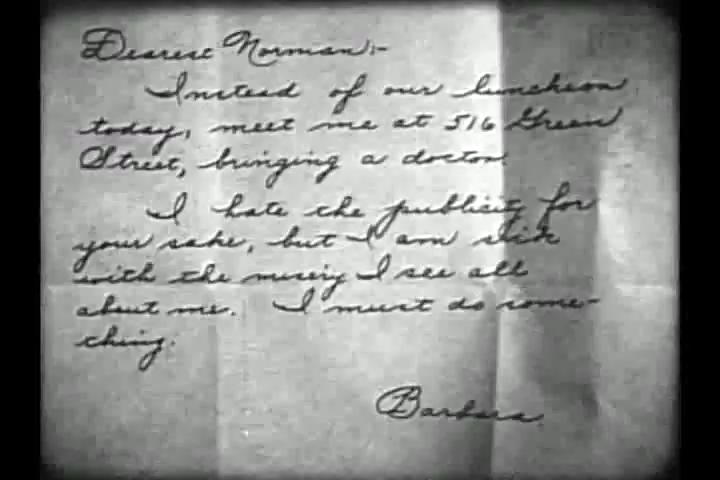 Dearest Norman:-
Instead of our luncheon
today, meet me at 516 Green
Street, bringing a doctor.
I hate the publicity for
your sake, but I am sick
with the misery I see all
about me. I must do some-
thing.
Barbara.